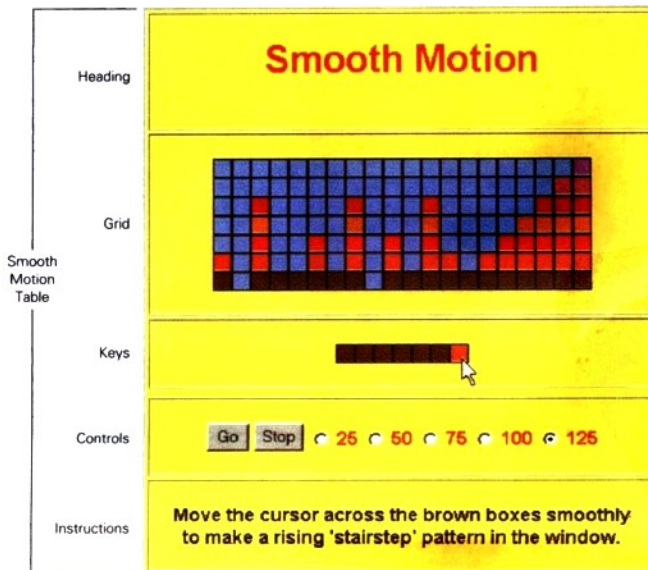 Heading
Smooth Motion
Grid
Smooth
Motion
Table
Keys
Controls
Go Stop 25 50 75 100 125
Instructions
Move the cursor across the brown boxes smoothly
to make a rising 'stairstep' pattern in the window.